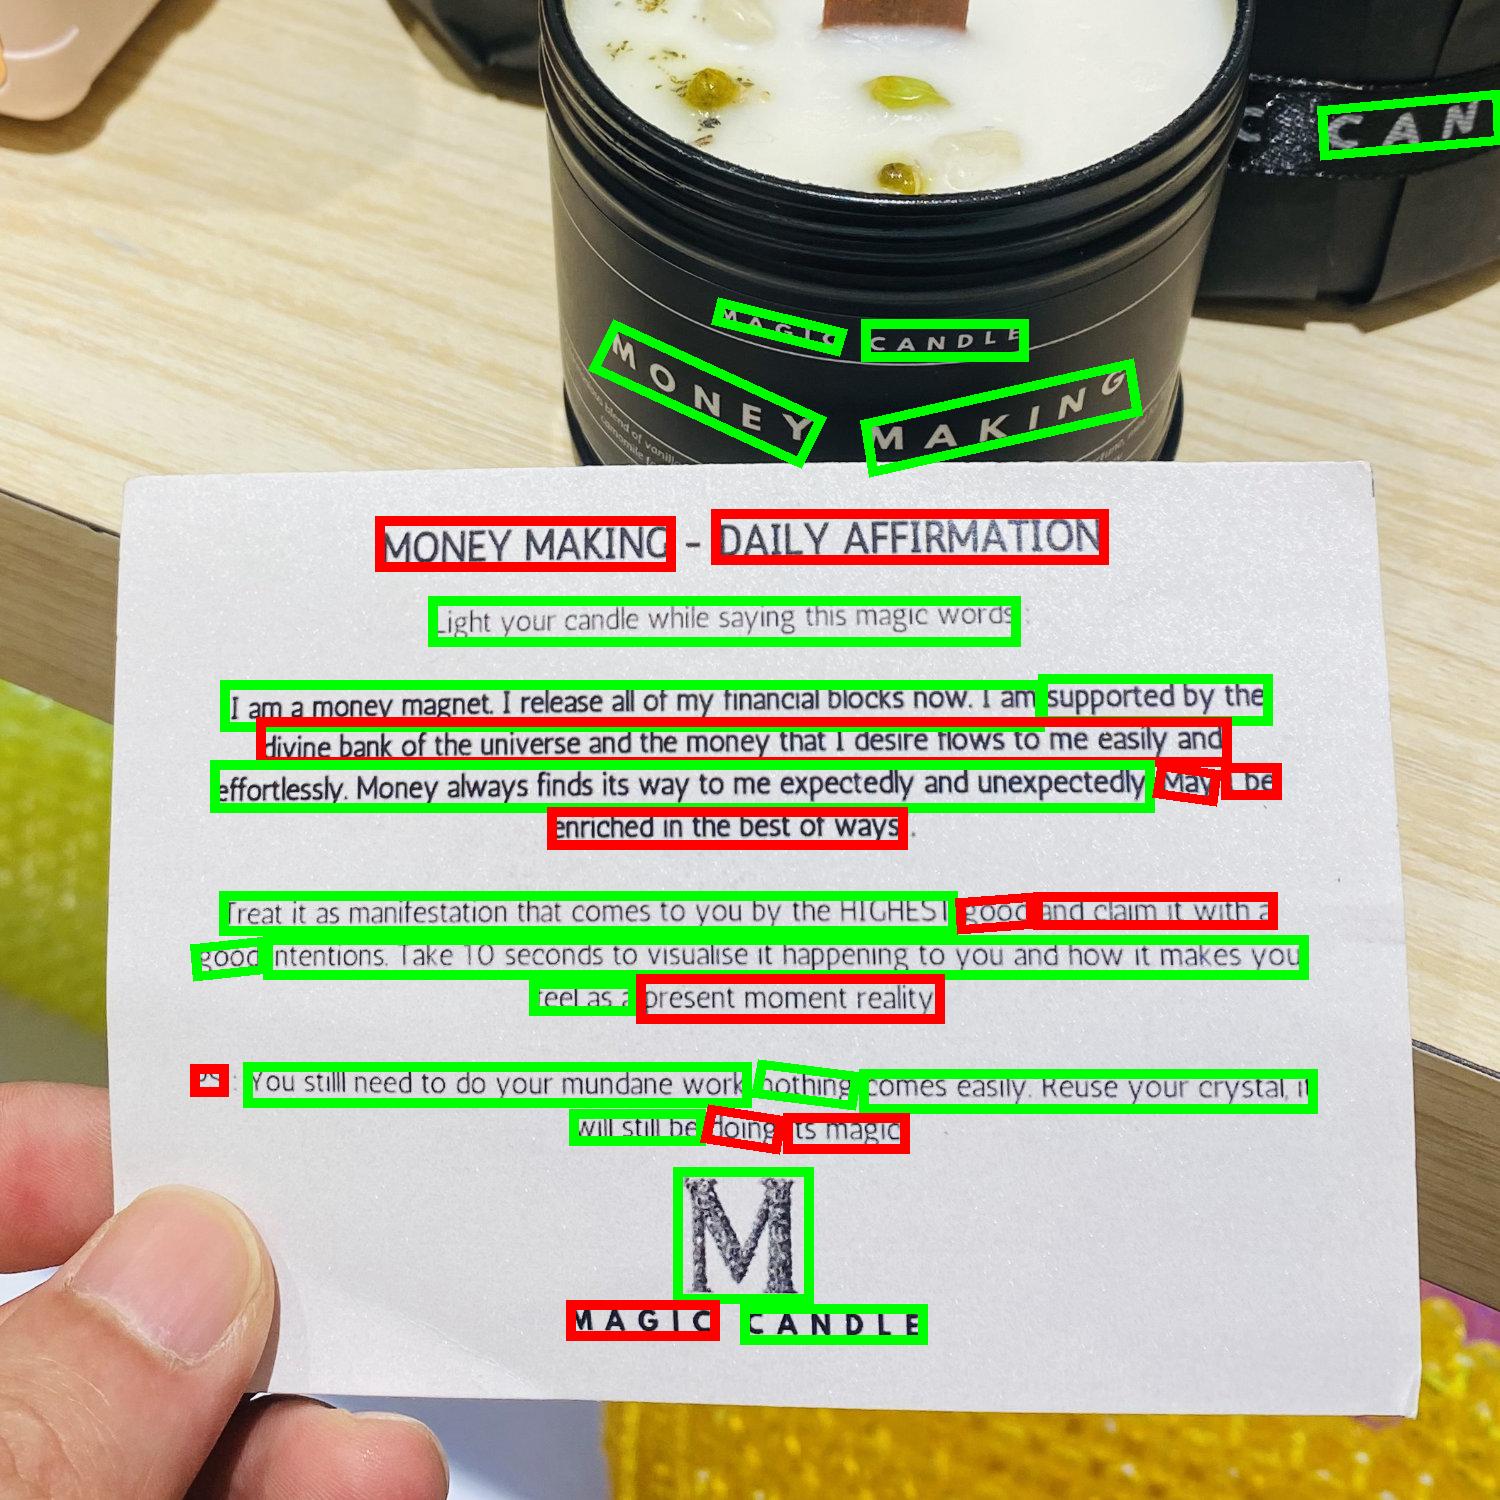 C CAN
MAGIC CANDLE
MONEY MAKING
MONEY MAKING - DAILY AFFIRMATION
Light your candle while saying this magic words :
I am a money magnet. I release all of my financial blocks now. I am supported by the
divine bank of the universe and the money that I desire flows to me easily and
effortlessly. Money always finds its way to me expectedly and unexpectedly. May I be
enriched in the best of ways .
Treat it as manifestation that comes to you by the HIGHEST good and claim it with a
good intentions. Take 10 seconds to visualise it happening to you and how it makes you
feel as a present moment reality.
You still need to do your mundane work, nothing comes easily. Reuse your crystal, it
will still be doing its magic
M
MAGIC CANDLE